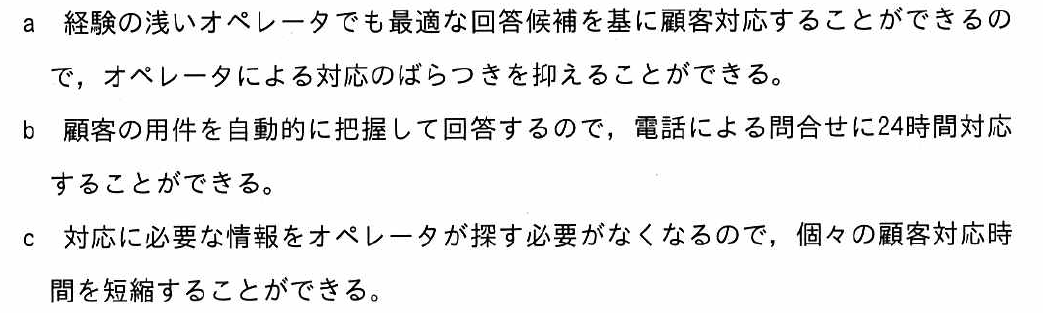 a　経験の浅いオペレータでも最適な回答候補を基に顧客対応することができるの
で，オペレータによる対応のばらつきを抑えることができる。
b　顧客の用件を自動的に把握して回答するので，電話による問合せに24時間対応
することができる。
c　対応に必要な情報をオペレータが探す必要がなくなるので，個々の顧客対応時
間を短縮することができる。